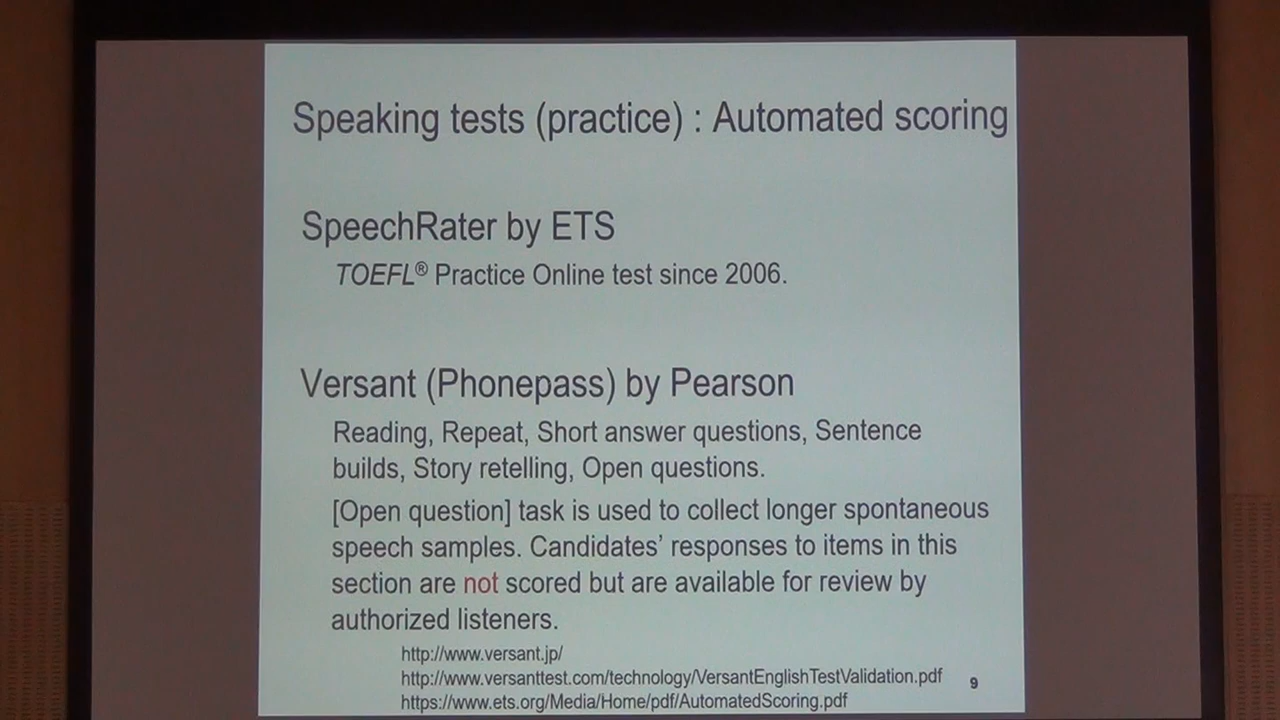 Speaking tests (practice) : Automated scoring
SpeechRater by ETS
TOEFL® Practice Online test since 2006.
Versant (Phonepass) by Pearson
Reading, Repeat, Short answer questions, Sentence
builds, Story retelling, Open questions.
[Open question] task is used to collect longer spontaneous
speech samples. Candidates’ responses to items in this
section are not scored but are available for review by
authorized listeners.
http://www.versant.jp/
http://www.versanttest.com/technology/VersantEnglishTestValidation.pdf
https://www.ets.org/Media/Home/pdf/AutomatedScoring.pdf
9